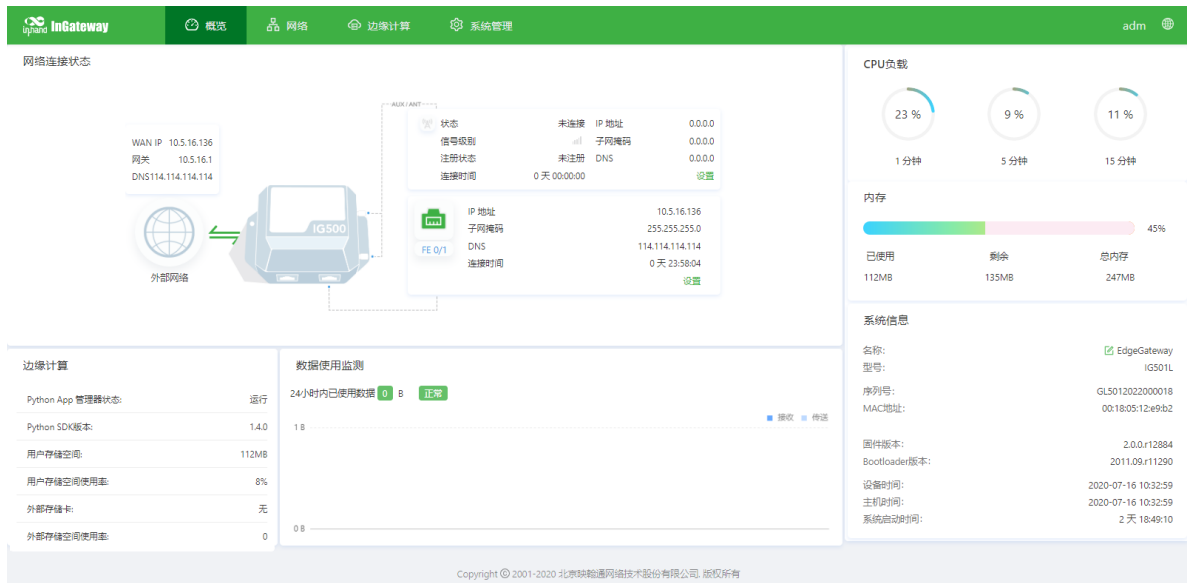 inhand InGateway
概览
网络
边缘计算
系统管理
adm
网络连接状态
WAN IP 10.5.16.136
网关 10.5.16.1
DNS114.114.114.114
外部网络
IG500
AUX / ANT
状态 未连接 IP 地址 0.0.0.0
信号级别 子网掩码 0.0.0.0
注册状态 未注册 DNS 0.0.0.0
连接时间 0 天 00:00:00 设置
FE 0/1
IP 地址 10.5.16.136
子网掩码 255.255.255.0
DNS 114.114.114.114
连接时间 0 天 23:58:04
设置
CPU负载
23 % 9 % 11 %
1 分钟 5 分钟 15 分钟
内存
45%
已使用 剩余 总内存
112MB 135MB 247MB
系统信息
名称: EdgeGateway
型号: IG501L
序列号: GL5012022000018
MAC地址: 00:18:05:12:e9:b2
固件版本: 2.0.0.r12884
Bootloader版本: 2011.09.r11290
设备时间: 2020-07-16 10:32:59
主机时间: 2020-07-16 10:32:59
系统启动时间: 2 天 18:49:10
边缘计算
Python App 管理器状态: 运行
Python SDK版本: 1.4.0
用户存储空间: 112MB
用户存储空间使用率: 8%
外部存储卡: 无
外部存储空间使用率: 0
数据使用监测
24小时内已使用数据 0 B 正常
接收 传送
1 B
0 B
Copyright © 2001-2020 北京映翰通网络技术股份有限公司. 版权所有